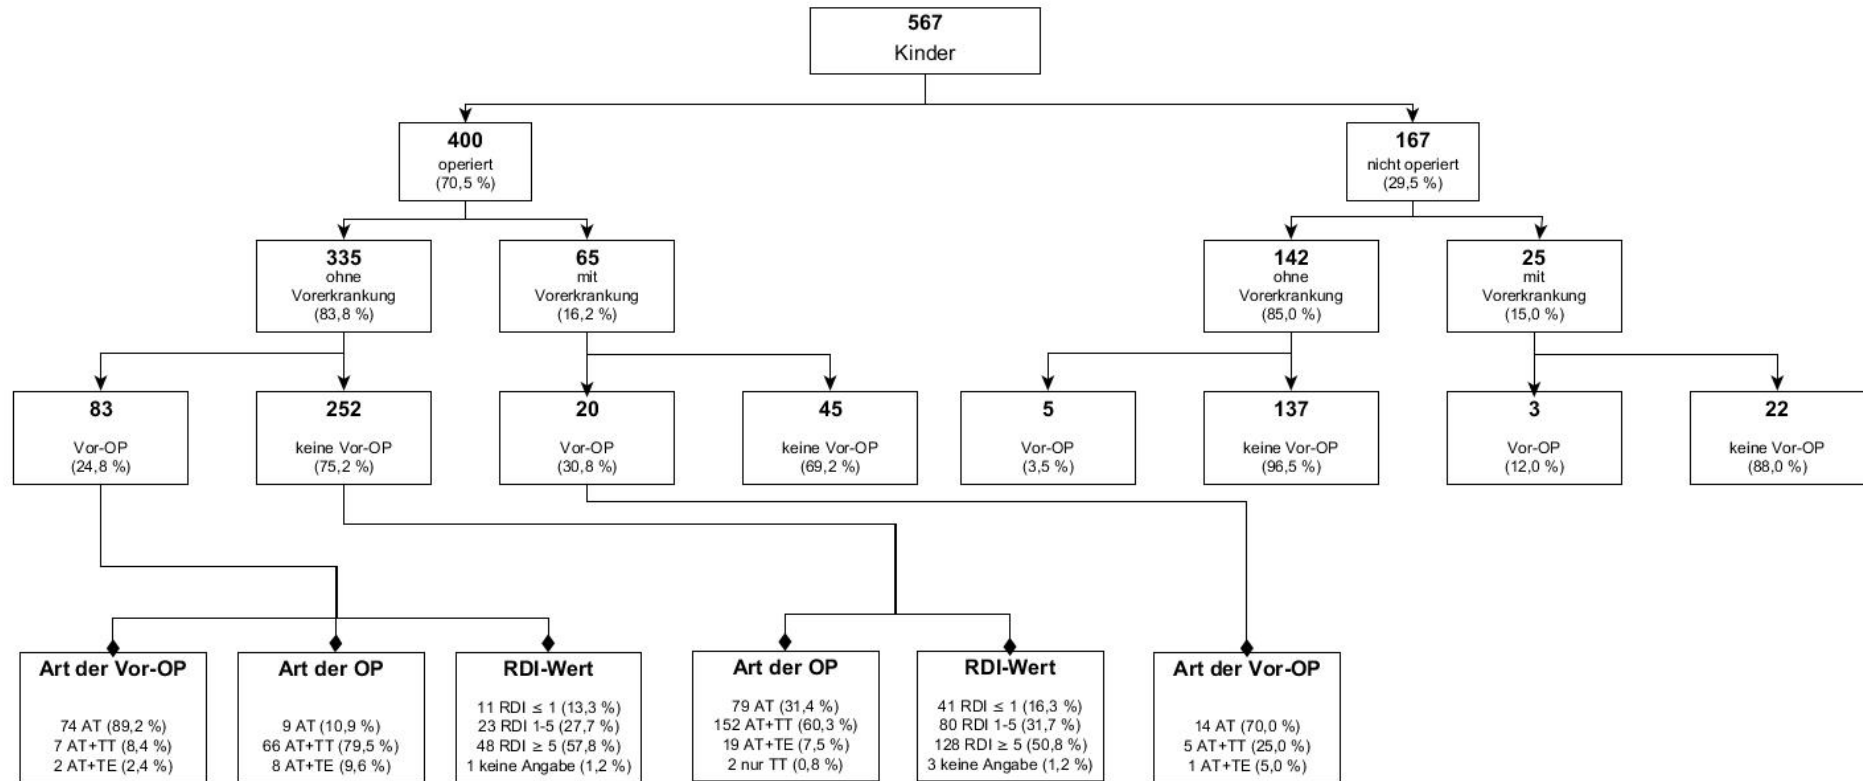 567
Kinder
400
operiert
(70,5 %)
167
nicht operiert
(29,5 %)
335
ohne
Vorerkrankung
(83,8 %)
65
mit
Vorerkrankung
(16,2 %)
142
ohne
Vorerkrankung
(85,0 %)
25
mit
Vorerkrankung
(15,0 %)
83
Vor-OP
(24,8 %)
252
keine Vor-OP
(75,2 %)
20
Vor-OP
(30,8 %)
45
keine Vor-OP
(69,2 %)
5
Vor-OP
(3,5 %)
137
keine Vor-OP
(96,5 %)
3
Vor-OP
(12,0 %)
22
keine Vor-OP
(88,0 %)
Art der Vor-OP
74 AT (89,2 %)
7 AT+TT (8,4 %)
2 AT+TE (2,4 %)
Art der OP
9 AT (10,9 %)
66 AT+TT (79,5 %)
8 AT+TE (9,6 %)
RDI-Wert
11 RDI ≤ 1 (13,3 %)
23 RDI 1-5 (27,7 %)
48 RDI ≥ 5 (57,8 %)
1 keine Angabe (1,2 %)
Art der OP
79 AT (31,4 %)
152 AT+TT (60,3 %)
19 AT+TE (7,5 %)
2 nur TT (0,8 %)
RDI-Wert
41 RDI ≤ 1 (16,3 %)
80 RDI 1-5 (31,7 %)
128 RDI ≥ 5 (50,8 %)
3 keine Angabe (1,2 %)
Art der Vor-OP
14 AT (70,0 %)
5 AT+TT (25,0 %)
1 AT+TE (5,0 %)